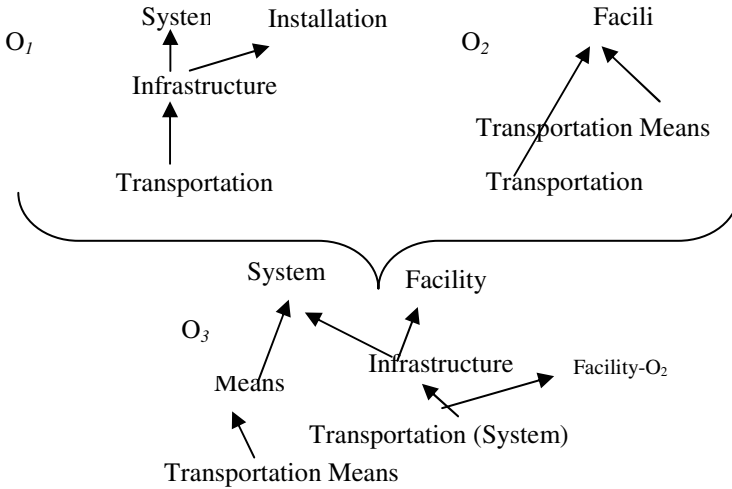 System Installation
O1
Infrastructure
Transportation
Facili
O2
Transportation Means
Transportation
System Facility
O3
Infrastructure
Facility-O2
Means
Transportation (System)
Transportation Means